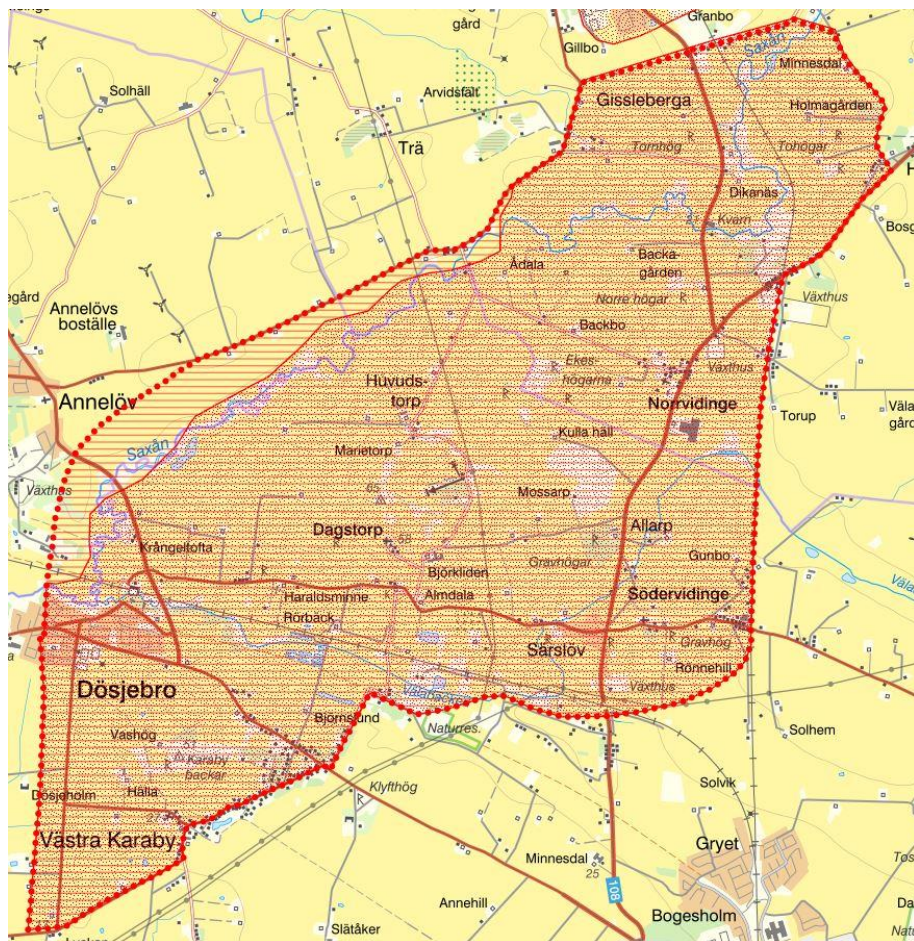 gård
Granbo
Gillbo
Saxån
Minnesdal
Solhäll
Arvidsfält
Gissleberga
Holmagården
Trä
Tornhög
Tohögar
Dikanäs
Kvarn
Bosg
Backa-
gården
Ådala
egård
Annelövs
boställe
Norre högar
Växthus
Backbo
Ekes-
högarna
Växthus
Huvuds-
torp
Norrvidinge
Annelöv
Torup
Väla
gård
Saxån
Marietorp
Kulla häll
65
Växthus
Mossarp
Dagstorp
58
Allarp
Krångeltofta
Gravhögar
Gunbo
Björkliden
Haraldsminne
Almdala
Södervidinge
Väla
Rörbäck
Särslöv
Gravhög
Rönnehill
Dösjebro
Växthus
Björnslund
Naturres.
Solhem
Vashög
Karaby
backar
Klyfthög
Solvik
Dösjeholm
Hälla
Västra Karaby
Gryet
Minnesdal
25
108
Annehill
Slätåker
Bogesholm